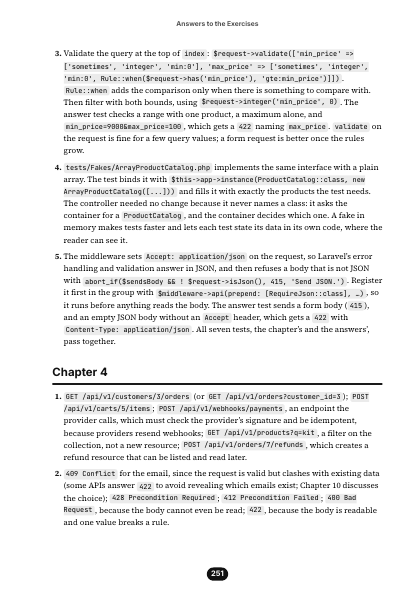 Answers to the Exercises
3. Validate the query at the top of index: $request->validate(['min_price' =>
['sometimes', 'integer', 'min:0'], 'max_price' => ['sometimes', 'integer',
'min:0', Rule::when($request->has('min_price'), 'gte:min_price')]]).
Rule::when adds the comparison only when there is something to compare with.
Then filter with both bounds, using $request->integer('min_price', 0). The
answer test checks a range with one product, a maximum alone, and
min_price=9000&max_price=100, which gets a 422 naming max_price. validate on
the request is fine for a few query values; a form request is better once the rules
grow.
4. tests/Fakes/ArrayProductCatalog.php implements the same interface with a plain
array. The test binds it with $this->app->instance(ProductCatalog::class, new
ArrayProductCatalog([...])) and fills it with exactly the products the test needs.
The controller needed no change because it never names a class: it asks the
container for a ProductCatalog, and the container decides which one. A fake in
memory makes tests faster and lets each test state its data in its own code, where the
reader can see it.
5. The middleware sets Accept: application/json on the request, so Laravel's error
handling and validation answer in JSON, and then refuses a body that is not JSON
with abort_if($sendsBody && ! $request->isJson(), 415, 'Send JSON.'). Register
it first in the group with $middleware->api(prepend: [RequireJson::class], …), so
it runs before anything reads the body. The answer test sends a form body (415),
and an empty JSON body without an Accept header, which gets a 422 with
Content-Type: application/json. All seven tests, the chapter's and the answers',
pass together.
Chapter 4
1. GET /api/v1/customers/3/orders (or GET /api/v1/orders?customer_id=3); POST
/api/v1/carts/5/items; POST /api/v1/webhooks/payments, an endpoint the
provider calls, which must check the provider's signature and be idempotent,
because providers resend webhooks; GET /api/v1/products?q=kit, a filter on the
collection, not a new resource; POST /api/v1/orders/7/refunds, which creates a
refund resource that can be listed and read later.
2. 409 Conflict for the email, since the request is valid but clashes with existing data
(some APIs answer 422 to avoid revealing which emails exist; Chapter 10 discusses
the choice); 428 Precondition Required; 412 Precondition Failed; 400 Bad
Request, because the body cannot even be read; 422, because the body is readable
and one value breaks a rule.
251